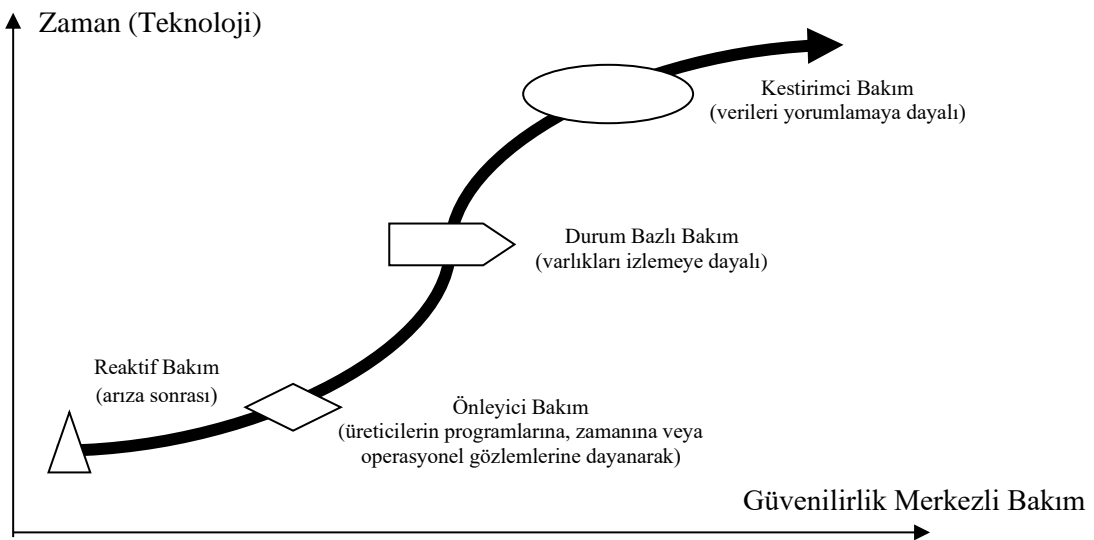 Zaman (Teknoloji)
Kestirimci Bakım
(verileri yorumlamaya dayalı)
Durum Bazlı Bakım
(varlıkları izlemeye dayalı)
Reaktif Bakım
(arıza sonrası)
Önleyici Bakım
(üreticilerin programlarına, zamanına veya
operasyonel gözlemlerine dayanarak)
Güvenilirlik Merkezli Bakım